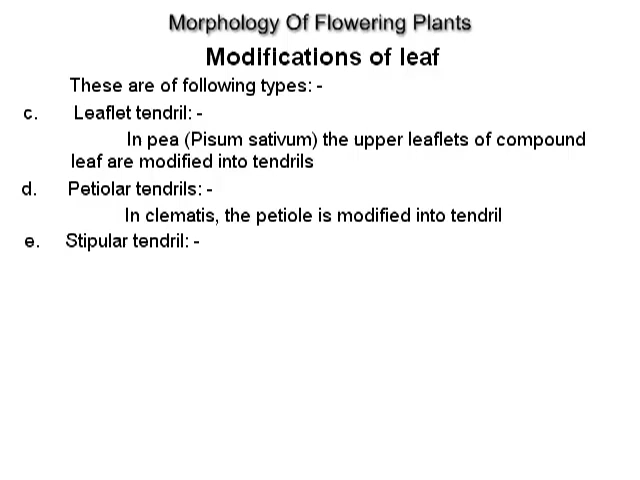 Morphology Of Flowering Plants
Modifications of leaf
These are of following types: -
c. Leaflet tendril: -
In pea (Pisum sativum) the upper leaflets of compound
leaf are modified into tendrils
d. Petiolar tendrils: -
In clematis, the petiole is modified into tendril
e. Stipular tendril: -